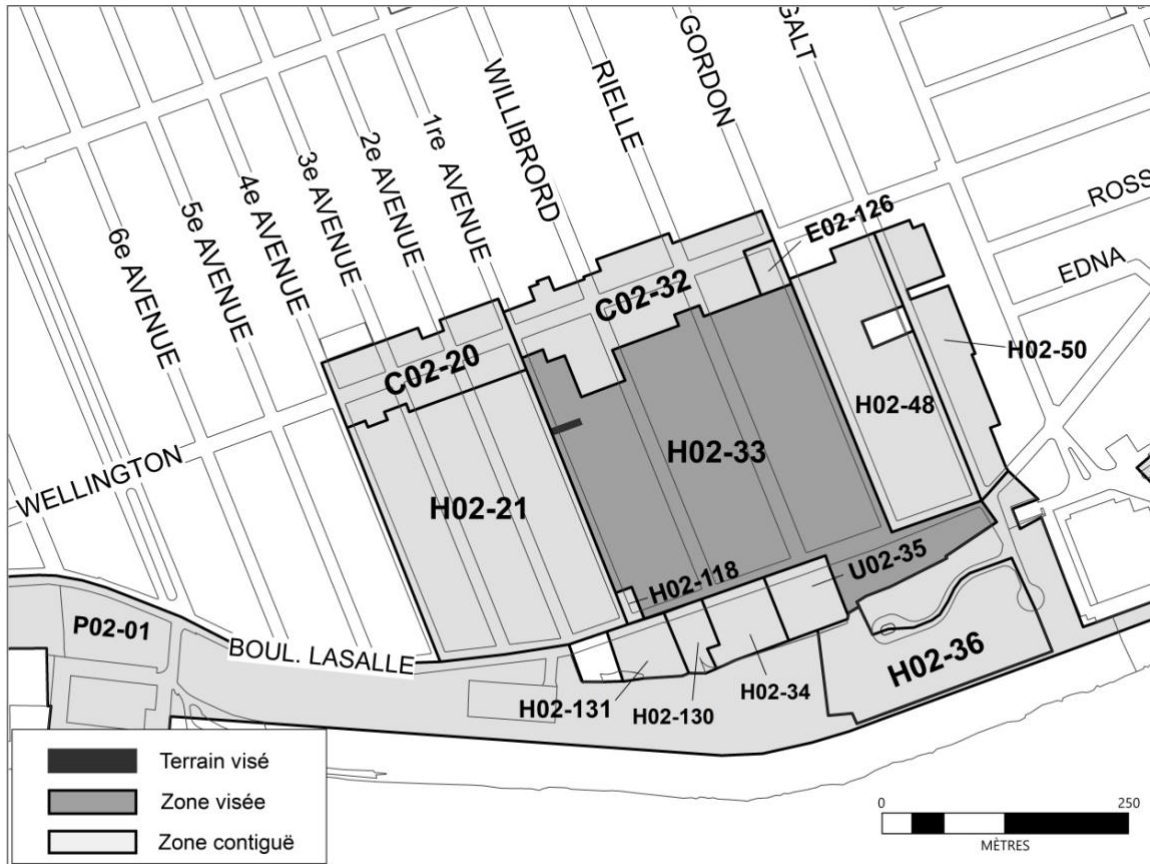 WILLIBRORD
RIELLE
GORDON
GALT
6e AVENUE
5e AVENUE
4e AVENUE
3e AVENUE
2e AVENUE
1re AVENUE
ROSS
EDNA
E02-126
C02-32
C02-20
H02-50
H02-48
H02-33
H02-21
WELLINGTON
H02-118
U02-35
P02-01
BOUL. LASALLE
H02-36
H02-131
H02-130
H02-34
Terrain visé
Zone visée
Zone contiguë
0
250
MÈTRES